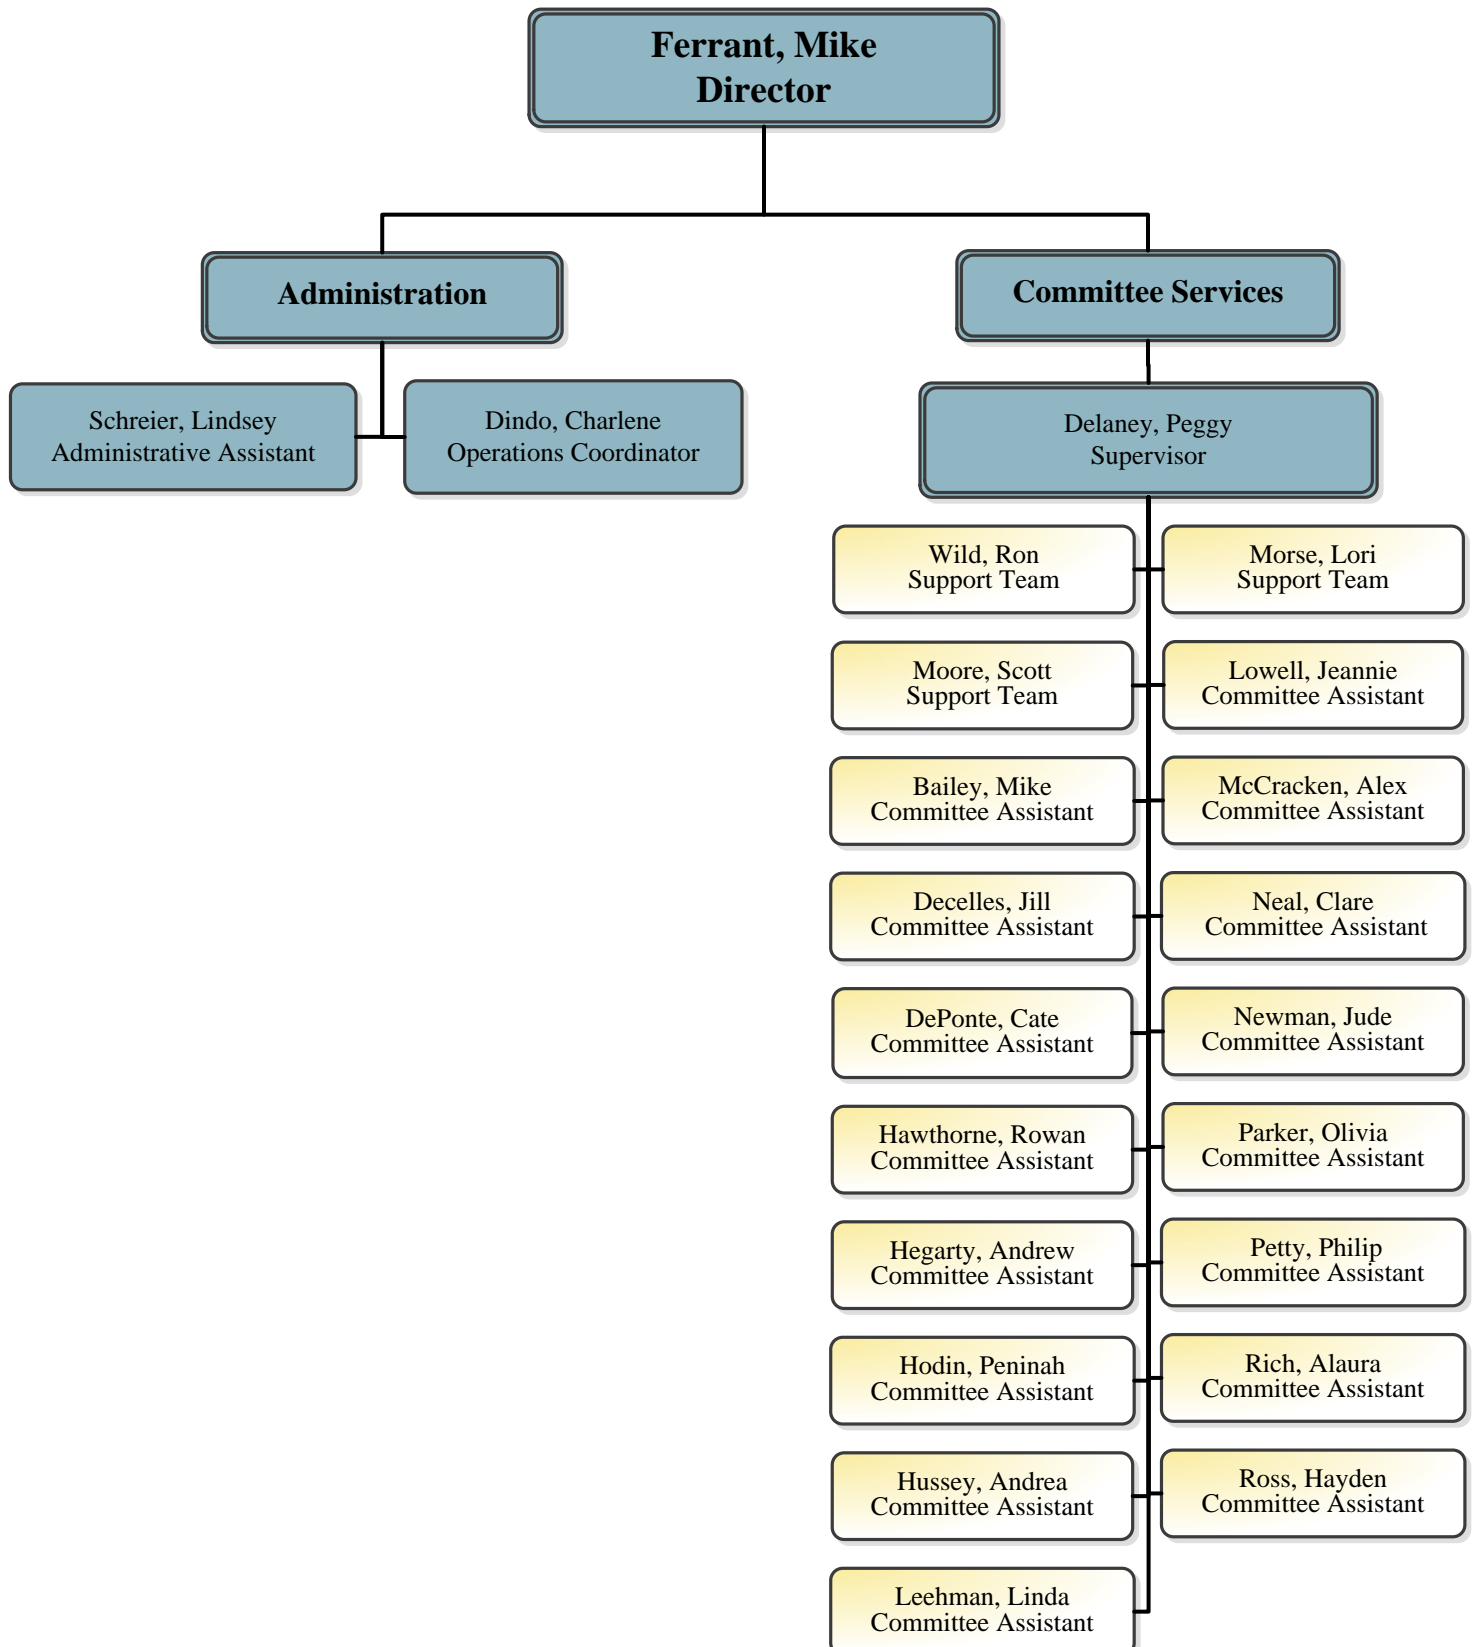 Ferrant, Mike
Director
Administration
Committee Services
Schreier, Lindsey
Administrative Assistant
Dindo, Charlene
Operations Coordinator
Delaney, Peggy
Supervisor
Wild, Ron
Support Team
Morse, Lori
Support Team
Moore, Scott
Support Team
Lowell, Jeannie
Committee Assistant
Bailey, Mike
Committee Assistant
McCracken, Alex
Committee Assistant
Decelles, Jill
Committee Assistant
Neal, Clare
Committee Assistant
DePonte, Cate
Committee Assistant
Newman, Jude
Committee Assistant
Hawthorne, Rowan
Committee Assistant
Parker, Olivia
Committee Assistant
Hegarty, Andrew
Committee Assistant
Petty, Philip
Committee Assistant
Hodin, Peninah
Committee Assistant
Rich, Alaura
Committee Assistant
Hussey, Andrea
Committee Assistant
Ross, Hayden
Committee Assistant
Leehman, Linda
Committee Assistant